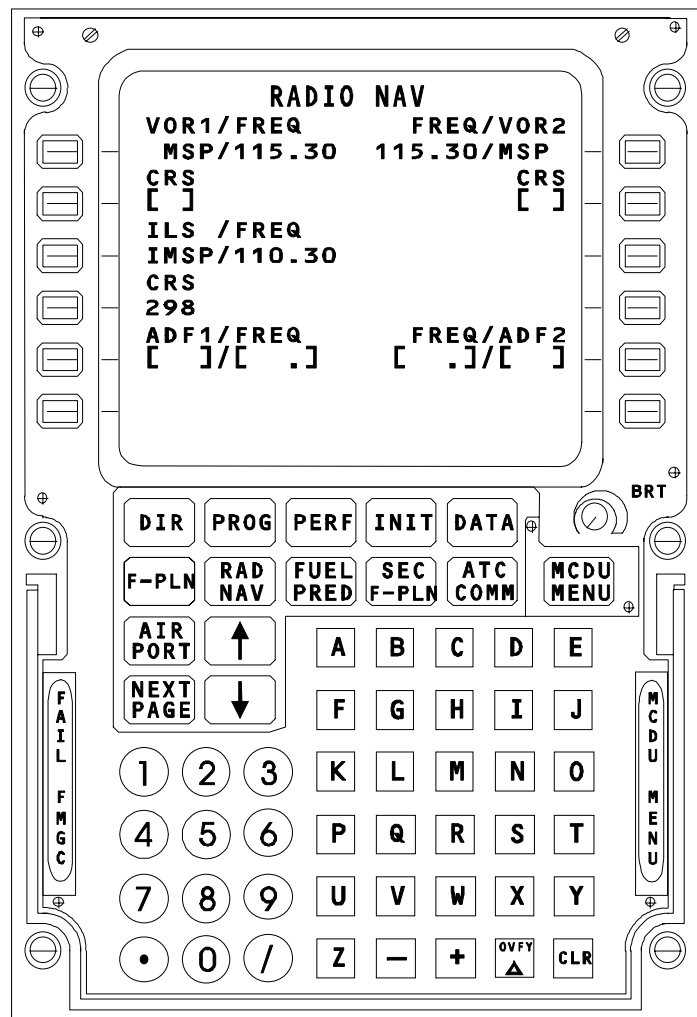 RADIO NAV
VOR1/FREQ FREQ/VOR2
MSP/115.30 115.30/MSP
CRS CRS
[ ] [ ]
ILS /FREQ
IMSP/110.30
CRS
298
ADF1/FREQ FREQ/ADF2
[ ]/[ .] [ .]/[ ]
BRT
DIR PROG PERF INIT DATA
F-PLN RAD NAV FUEL PRED SEC F-PLN ATC COMM MCDU MENU
AIR PORT ↑
NEXT PAGE ↓
A B C D E
F G H I J
1 2 3 K L M N O
4 5 6 P Q R S T
7 8 9 U V W X Y
. 0 / Z - + OVFY Δ CLR
FAIL FMGC
MCDU MENU